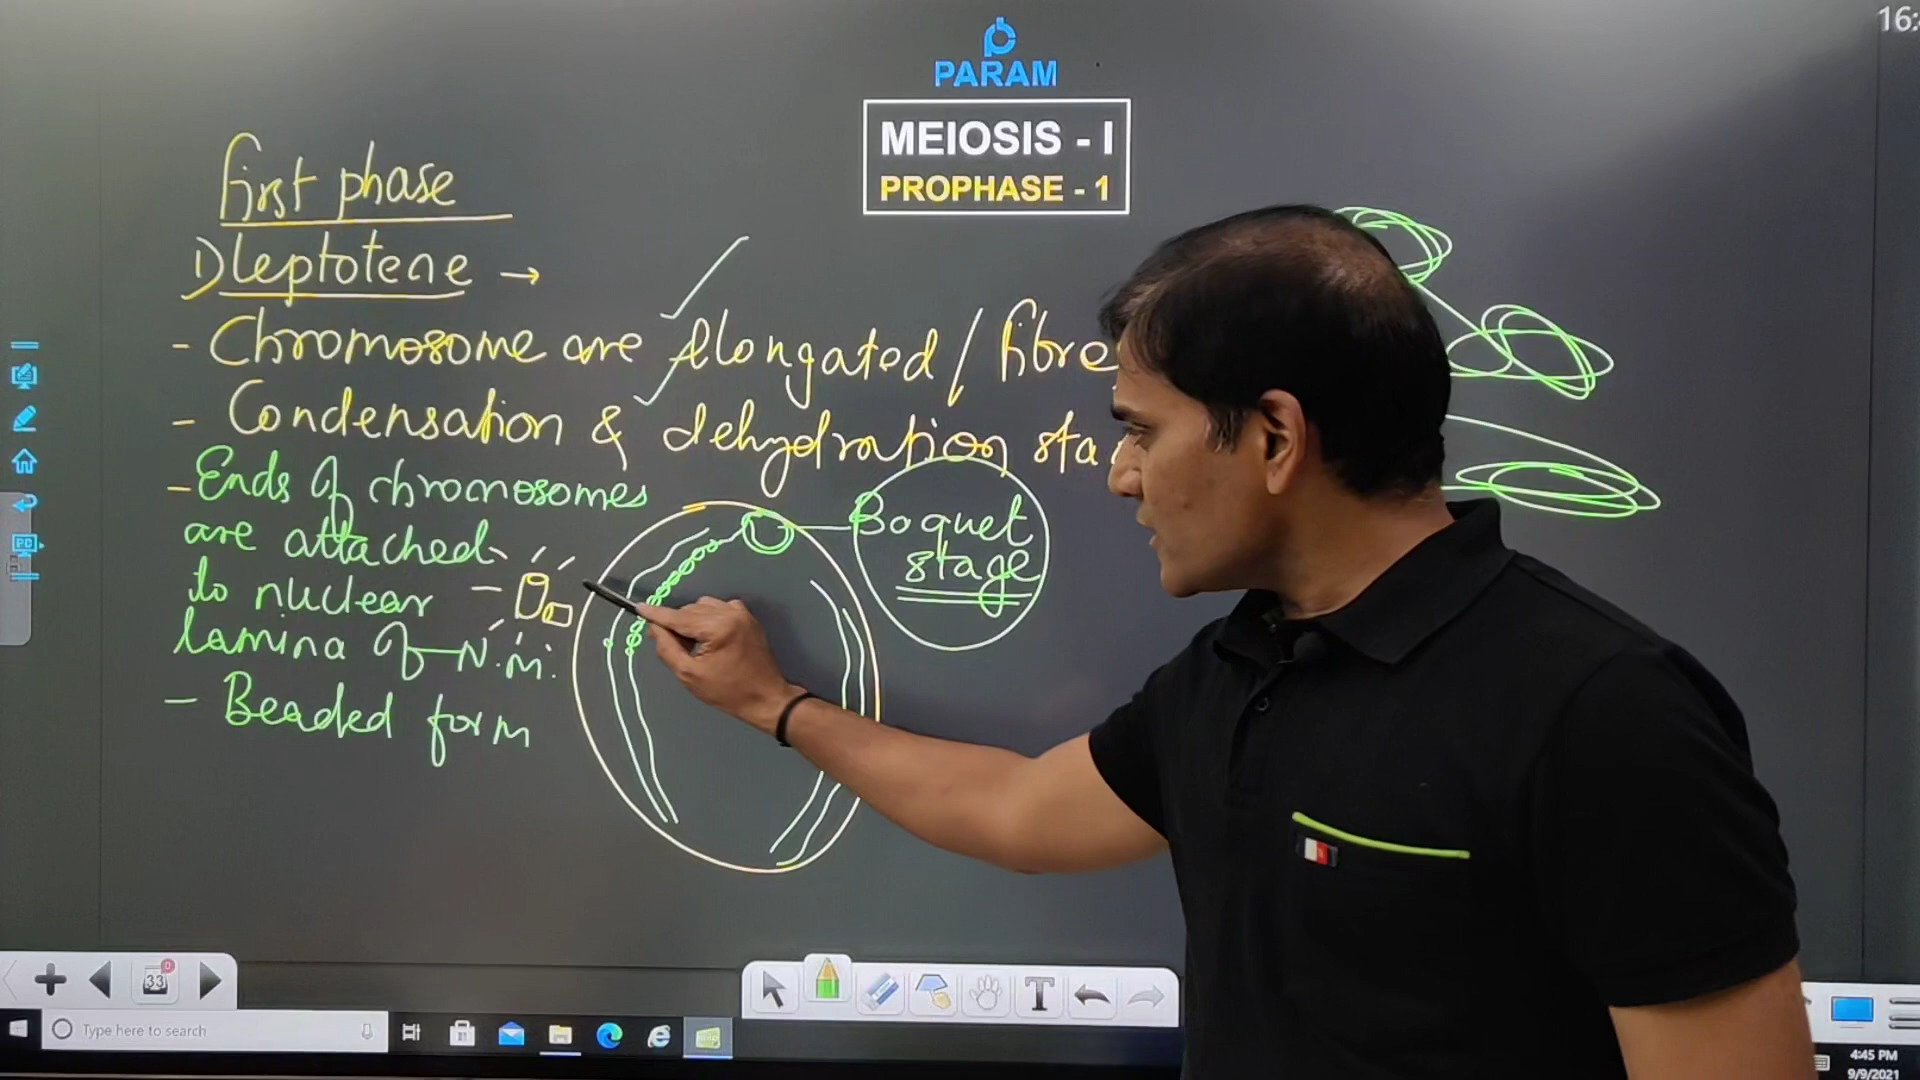 16:
PARAM
MEIOSIS - I
PROPHASE - 1
First phase
1) Leptotene →
- Chromosome are Elongated / fibre
- Condensation & dehydration sta
- Ends of chromosomes
are attached
to nuclear
lamina of N.M.
- Beaded form
Boquet
stage
33
0
T
Type here to search
4:45 PM
9/9/2021